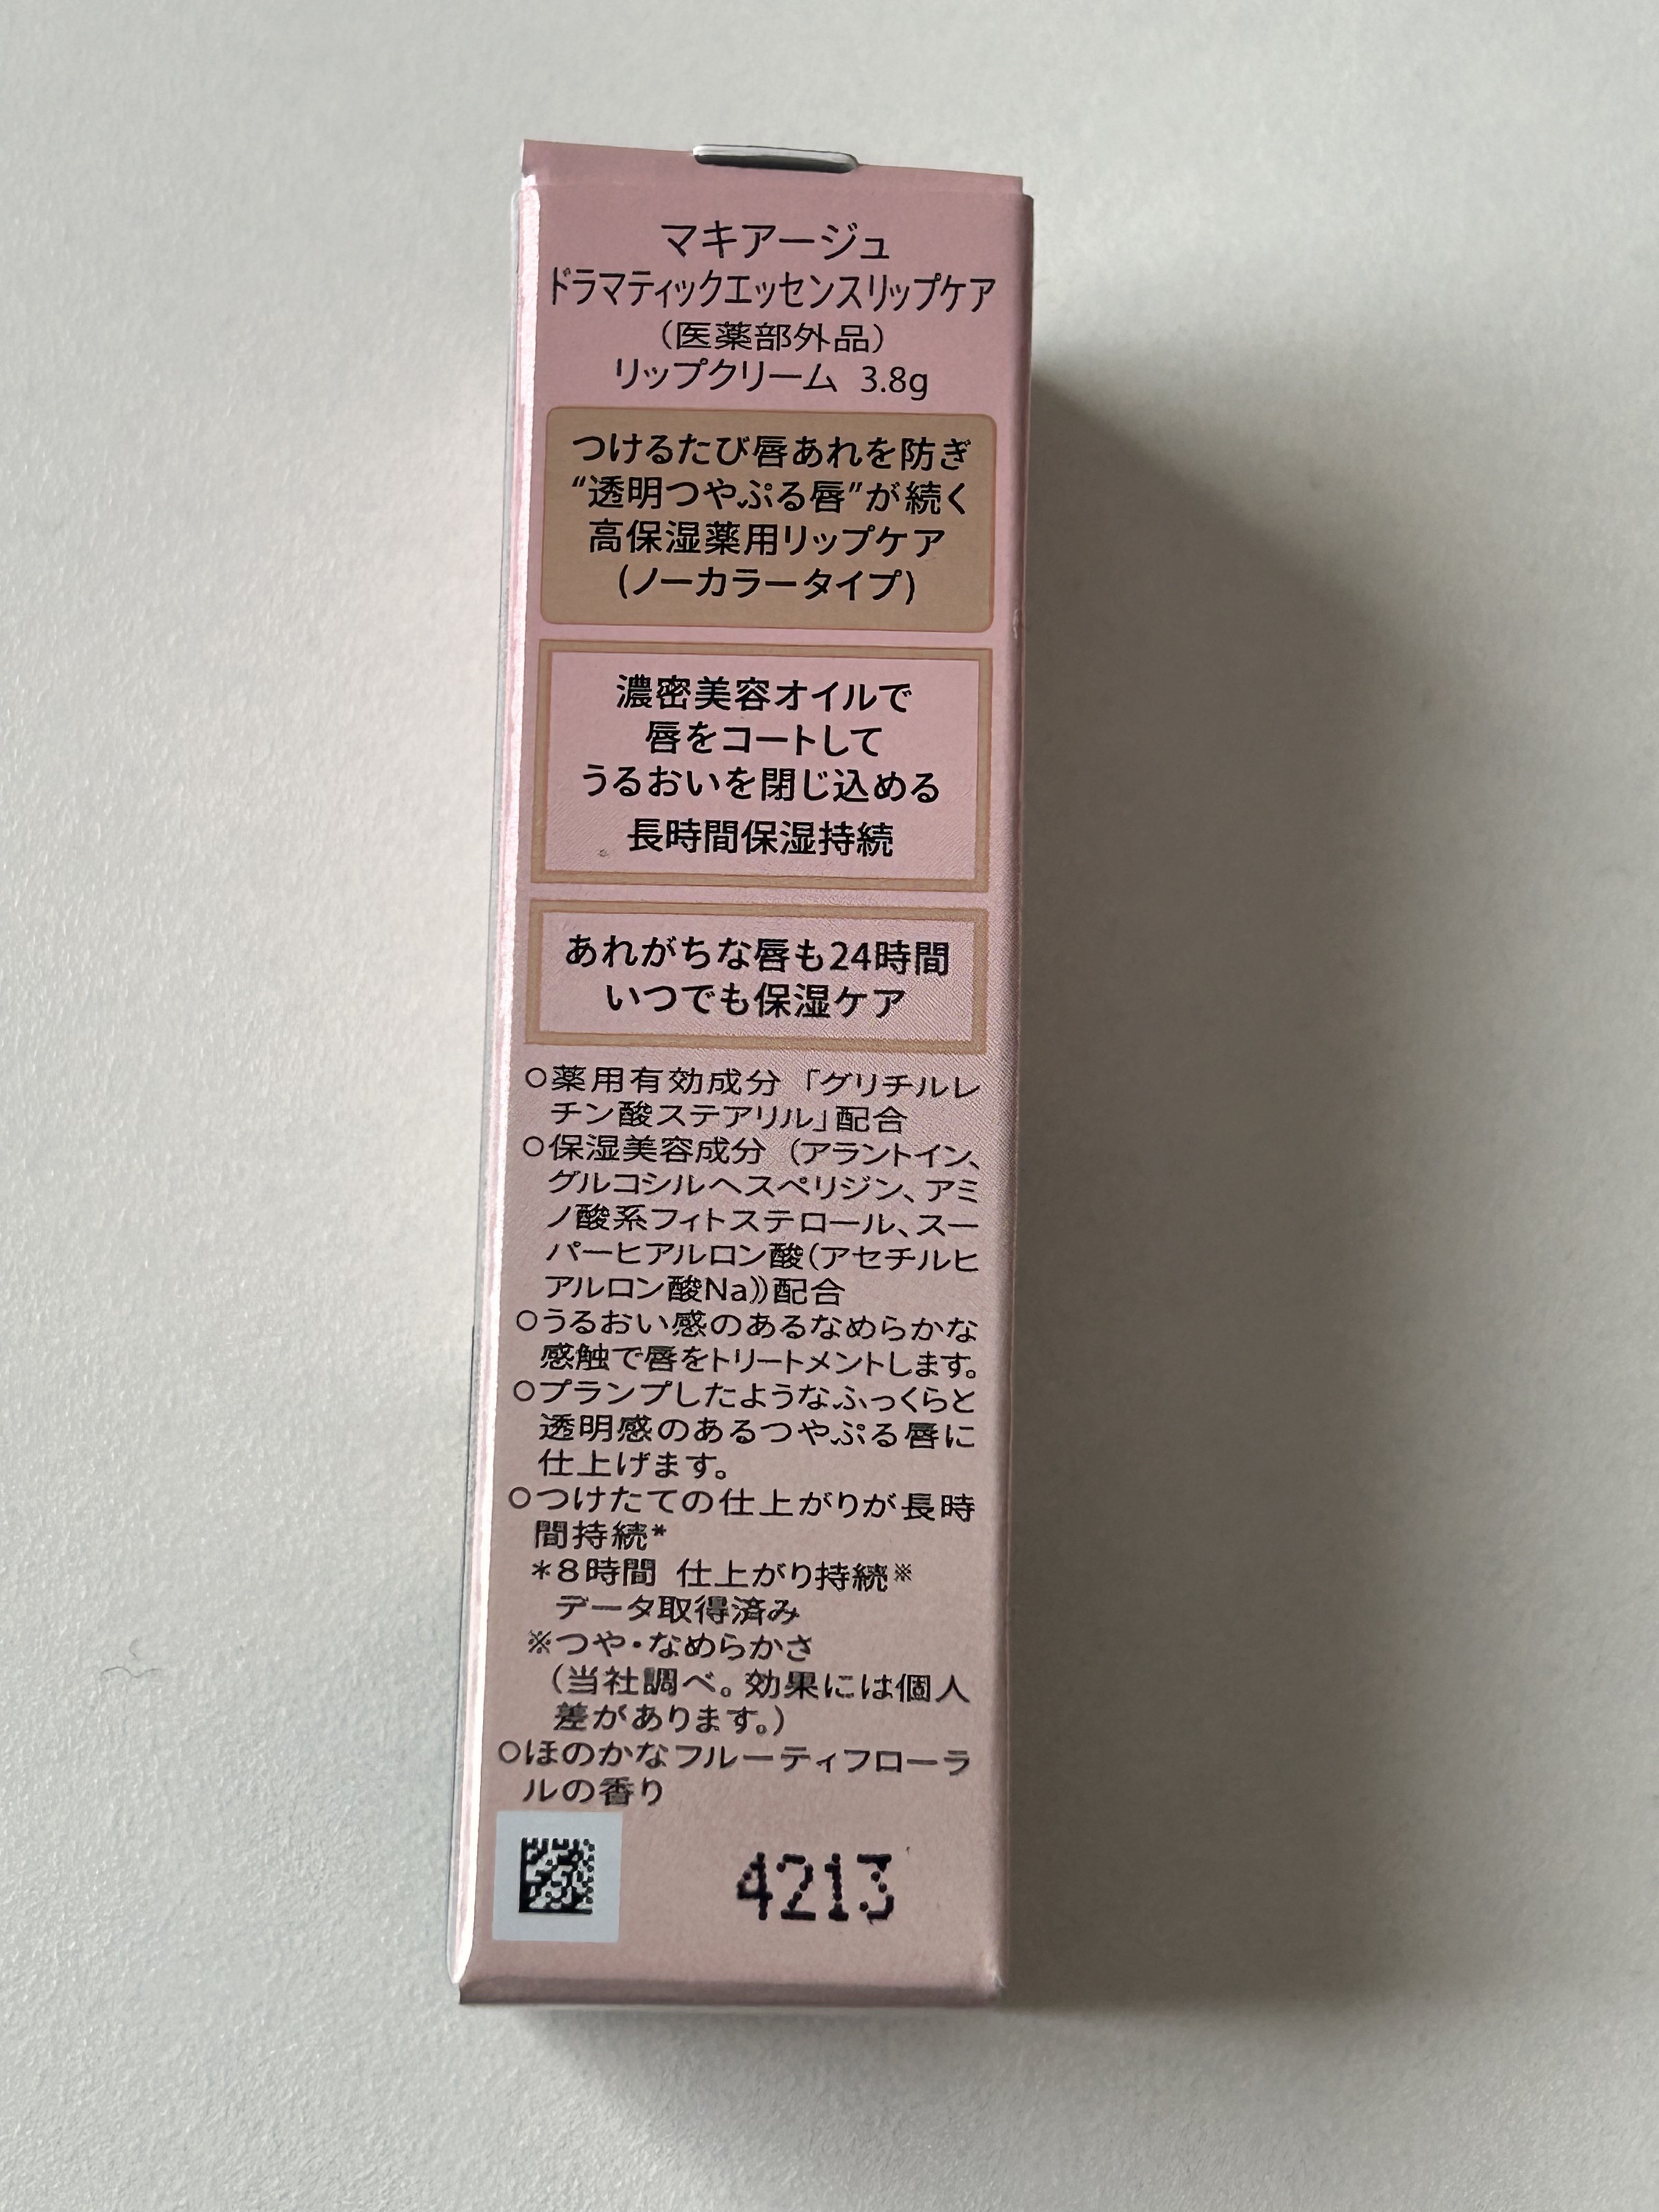 マキアージュ
ドラマティックエッセンスリップケア
（医薬部外品）
リップクリーム 3.8g
つけるたび唇あれを防ぎ
“透明つやぷる唇”が続く
高保湿薬用リップケア
(ノーカラータイプ)
濃密美容オイルで
唇をコートして
うるおいを閉じ込める
長時間保湿持続
あれがちな唇も24時間
いつでも保湿ケア
○薬用有効成分「グリチルレ
チン酸ステアリル」配合
○保湿美容成分（アラントイン、
グルコシルヘスペリジン、アミ
ノ酸系フィトステロール、スー
パーヒアルロン酸（アセチルヒ
アルロン酸Na））配合
○うるおい感のあるなめらかな
感触で唇をトリートメントします。
○プランプしたようなふっくらと
透明感のあるつやぷる唇に
仕上げます。
○つけたての仕上がりが長時
間持続*
*8時間 仕上がり持続※
データ取得済み
※つや・なめらかさ
（当社調べ。効果には個人
差があります。）
○ほのかなフルーティフローラ
ルの香り
4213